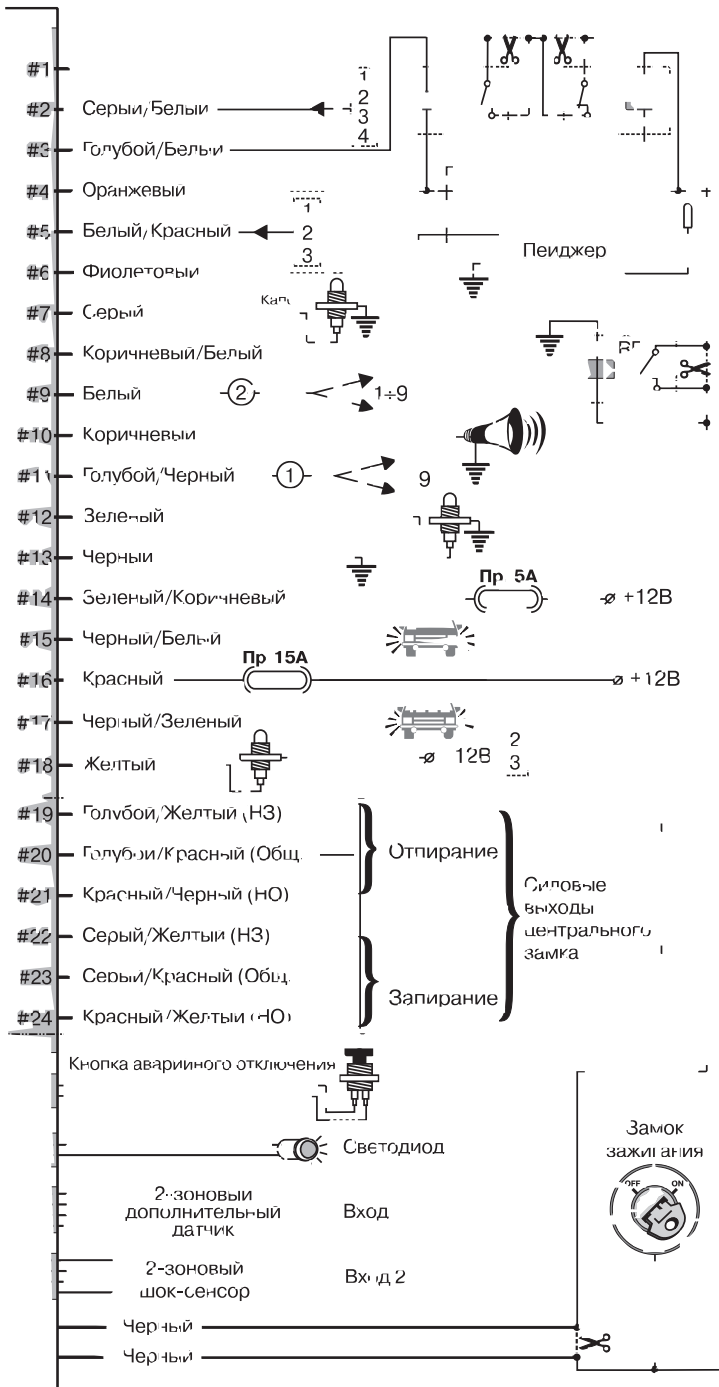 #1
1
#2 Серый/Белый
2
3
#3 Голубой/Белый
4
#4 Оранжевый
1
#5 Белый/Красный
2
Пейджер
3
#6 Фиолетовый
#7 Серый
#8 Коричневый/Белый
#9 Белый
2
1÷9
#10 Коричневый
#11 Голубой/Черный
1
9
#12 Зеленый
#13 Черный
Пр 5А
#14 Зеленый/Коричневый
+12В
#15 Черный/Белый
Пр 15А
#16 Красный
+12В
#17 Черный/Зеленый
12В
2
3
#18 Желтый
#19 Голубой/Желтый (НЗ)
#20 Голубой/Красный (Общ.
Отпирание
#21 Красный/Черный (НО)
Силовые
выходы
центрального
замка
#22 Серый/Желтый (НЗ)
#23 Серый/Красный (Общ.
Запирание
#24 Красный/Желтый (НО)
Кнопка аварийного отключения
Светодиод
Замок
зажигания
OFF
ON
2-зоновый
дополнительный
датчик
Вход
2-зоновый
шок-сенсор
Вход 2
Черный
Черный